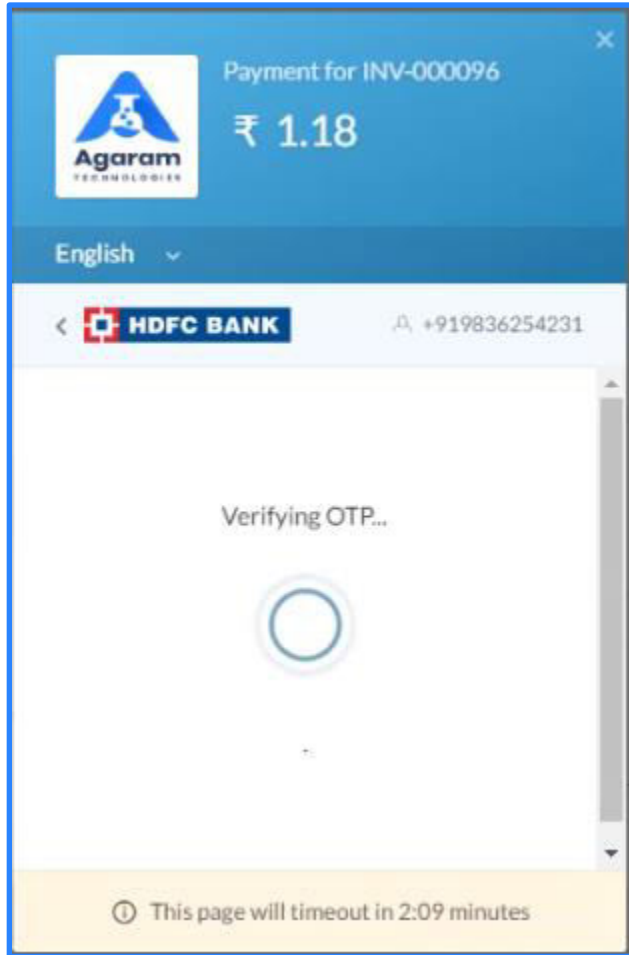 Payment for INV-000096
₹ 1.18
Agaram
TECHNOLOGIES
English
HDFC BANK
+919836254231
Verifying OTP...
This page will timeout in 2:09 minutes